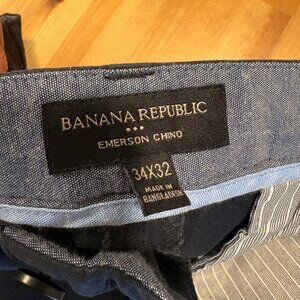 BANANA REPUBLIC
EMERSON CHINO
34X32
MADE IN
BANGLADESH